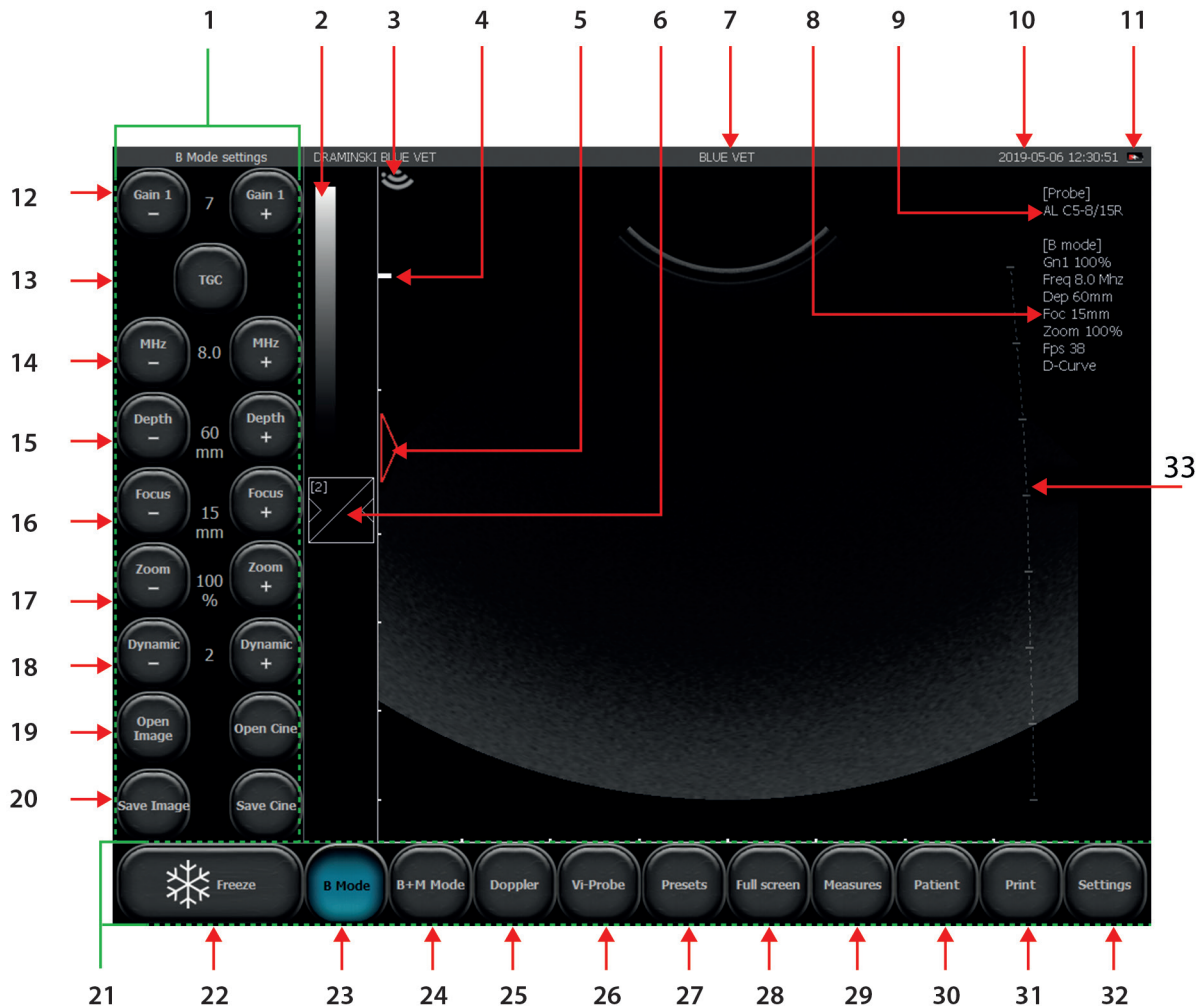 1 2 3 4 5 6 7 8 9 10 11
B Mode settings DRAMINSKI BLUE VET BLUE VET 2019-05-06 12:30:51
12 Gain 1 − 7 Gain 1 +
[Probe]
AL C5-8/15R
13 TGC
[B mode]
Gn1 100%
Freq 8.0 Mhz
Dep 60mm
Foc 15mm
Zoom 100%
Fps 38
D-Curve
14 MHz − 8.0 MHz +
15 Depth − 60 mm Depth +
16 Focus − 15 mm Focus +
[2]
33
17 Zoom − 100 % Zoom +
18 Dynamic − 2 Dynamic +
19 Open Image Open Cine
20 Save Image Save Cine
Freeze B Mode B+M Mode Doppler Vi-Probe Presets Full screen Measures Patient Print Settings
21 22 23 24 25 26 27 28 29 30 31 32